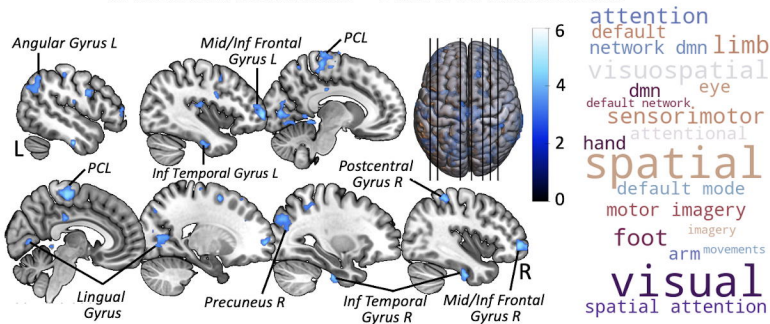 Angular Gyrus L
Mid/Inf Frontal
Gyrus L
PCL
L
Inf Temporal Gyrus L
6
4
2
0
PCL
Postcentral
Gyrus R
Lingual
Gyrus
Precuneus R
Inf Temporal
Gyrus R
Mid/Inf Frontal
Gyrus R
R
attention
default
network dmn limb
visuospatial
dmn eye
default network,
sensorimotor
attentional
hand
spatial
default mode
motor imagery
imagery
foot
arm movements
visual
spatial attention